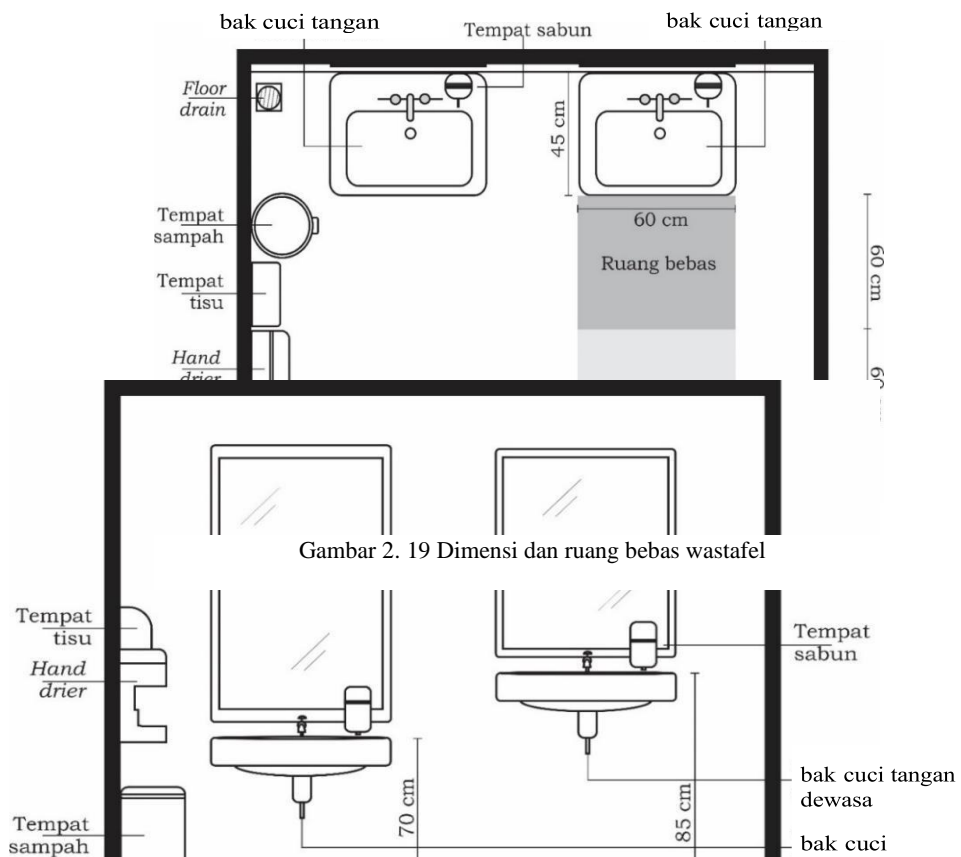 bak cuci tangan
Tempat sabun
bak cuci tangan
Floor
drain
45 cm
60 cm
Tempat
sampah
Ruang bebas
60 cm
Tempat
tisu
Hand
drier
Gambar 2. 19 Dimensi dan ruang bebas wastafel
Tempat
tisu
Hand
drier
Tempat
sabun
70 cm
85 cm
bak cuci tangan
dewasa
Tempat
sampah
bak cuci